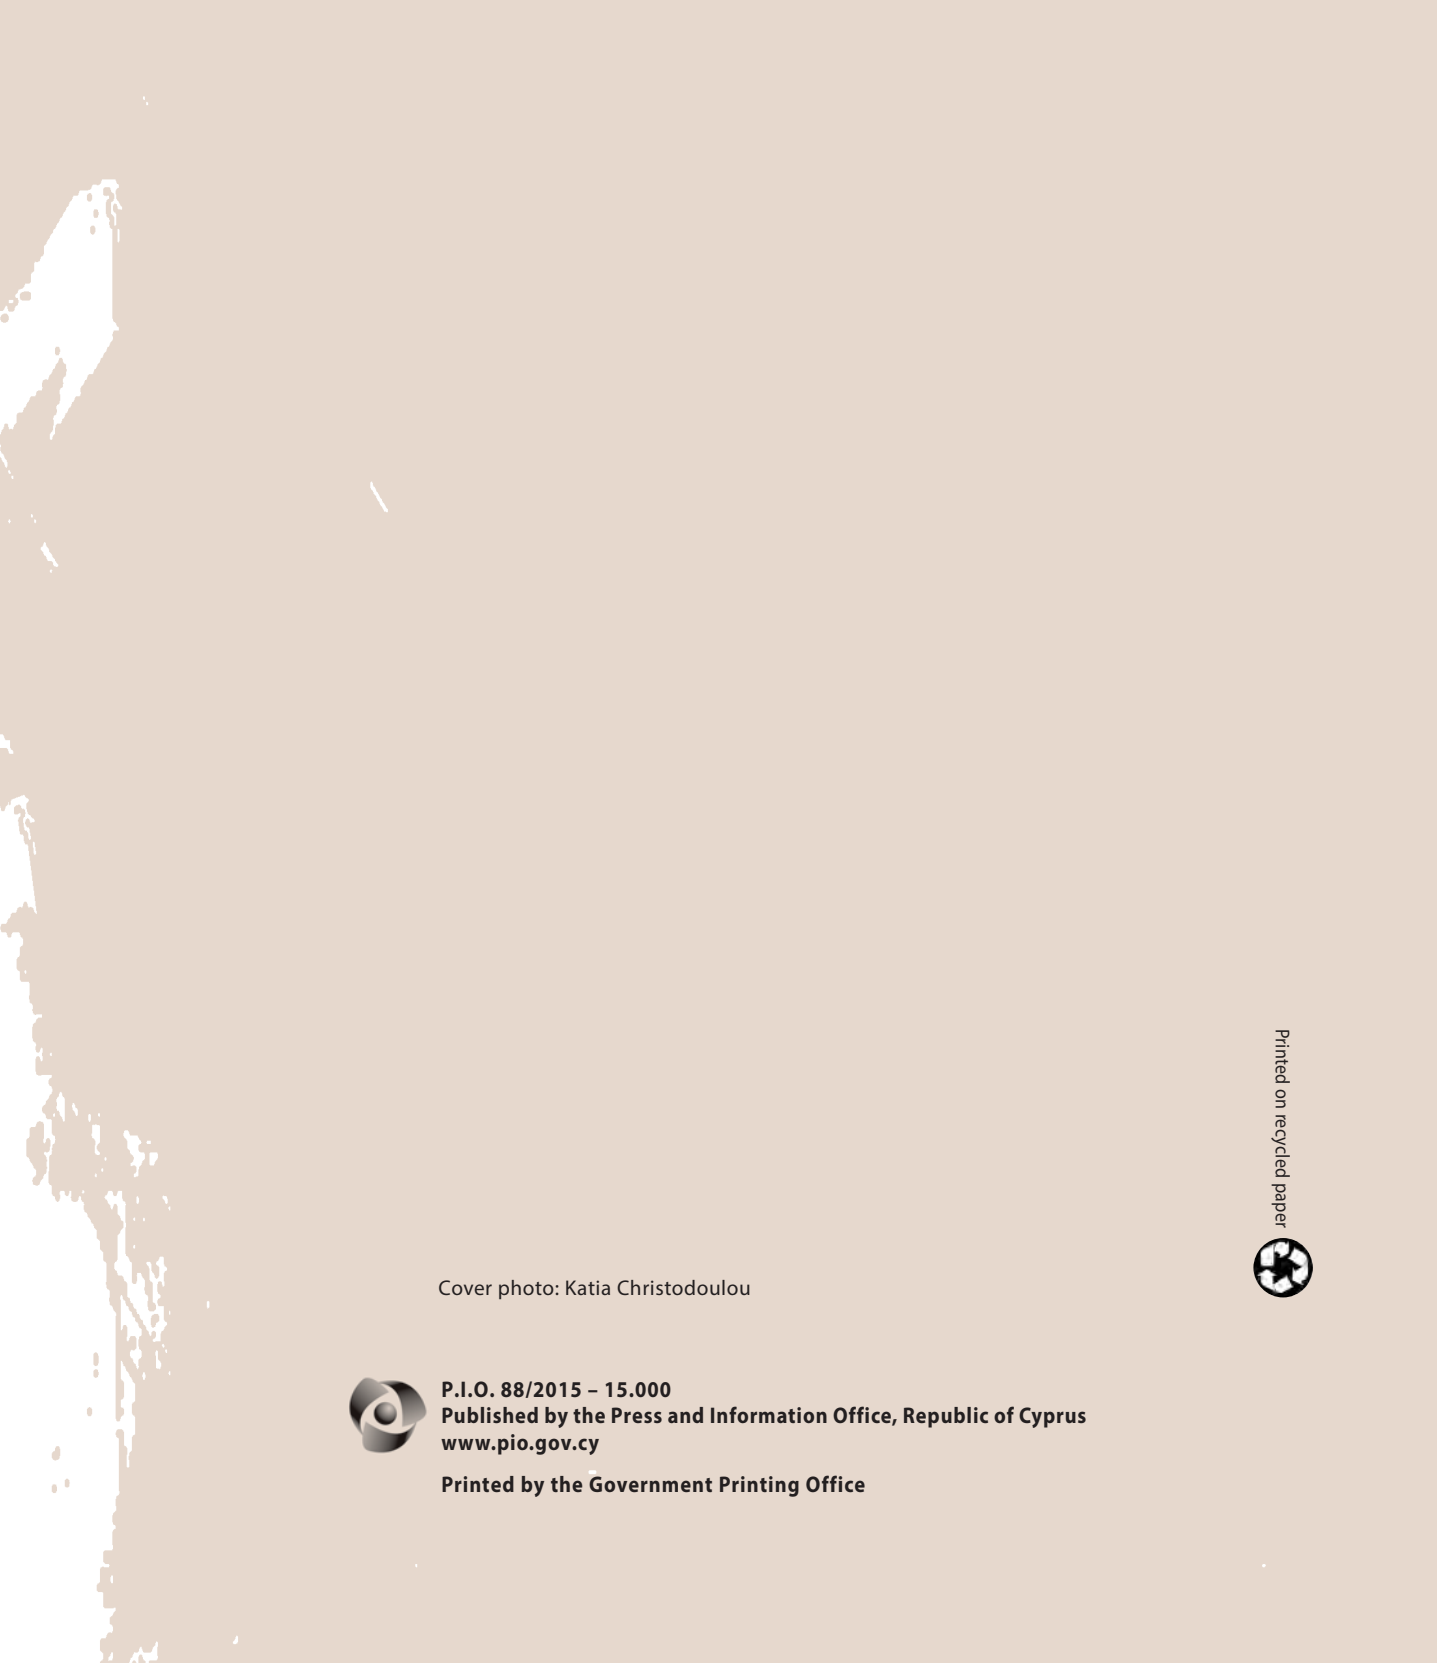 Printed on recycled paper
Cover photo: Katia Christodoulou
P.I.O. 88/2015 – 15.000
Published by the Press and Information Office, Republic of Cyprus
www.pio.gov.cy
Printed by the Government Printing Office